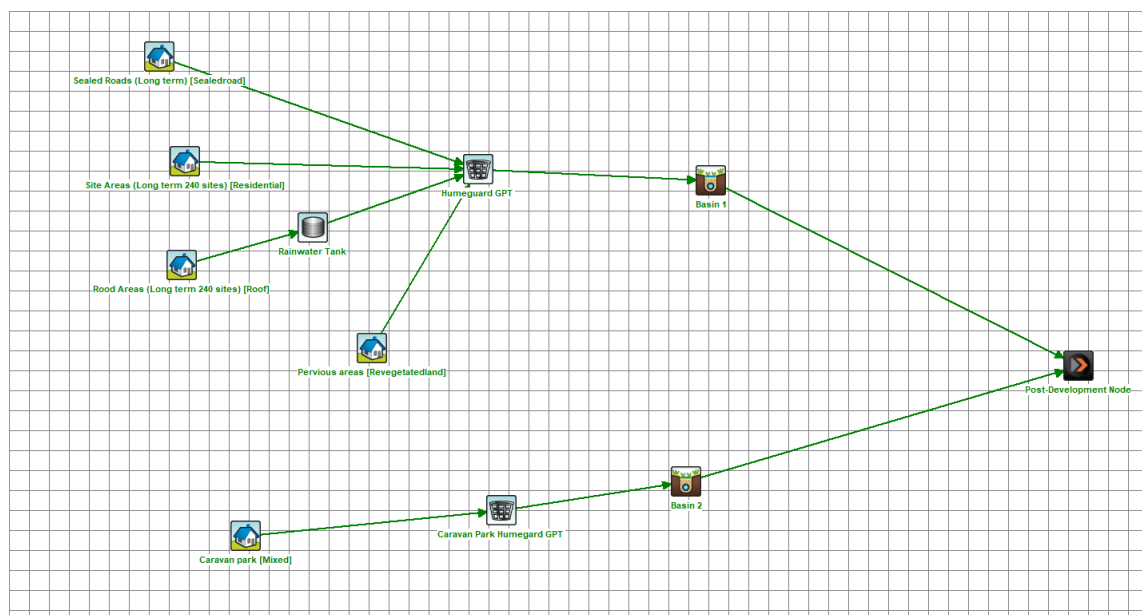 Sealed Roads (Long term) [Sealedroad]
Site Areas (Long term 240 sites) [Residential]
Humeguard GPT
Basin 1
Rainwater Tank
Rood Areas (Long term 240 sites) [Roof]
Pervious areas [Revegetatedland]
Post-Development Node
Basin 2
Caravan Park Humegard GPT
Caravan park [Mixed]